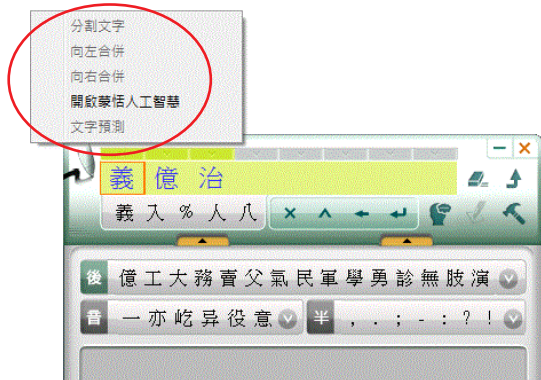 分割文字
向左合併
向右合併
開啟蒙恬人工智慧
文字預測
義億治
義入%人八
後 億工大務賣父氣民軍學勇診無肢演
音 一亦屹异役意 半 , . ; - : ? !